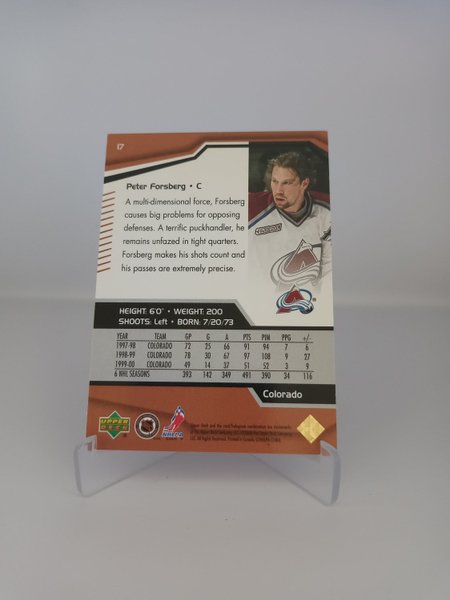 17
Peter Forsberg • C
A multi-dimensional force, Forsberg
causes big problems for opposing
defenses. A terrific puckhandler, he
remains unfazed in tight quarters.
Forsberg makes his shots count and
his passes are extremely precise.
HEIGHT: 6'0" • WEIGHT: 200
SHOOTS: Left • BORN: 7/20/73
YEAR TEAM GP G A PTS PIM PPG +/-
1997-98 COLORADO 72 25 66 91 94 7 6
1998-99 COLORADO 78 30 67 97 108 9 27
1999-00 COLORADO 49 14 37 51 52 3 9
6 NHL SEASONS 393 142 349 491 390 34 116
Colorado
UPPER DECK
NHLPA